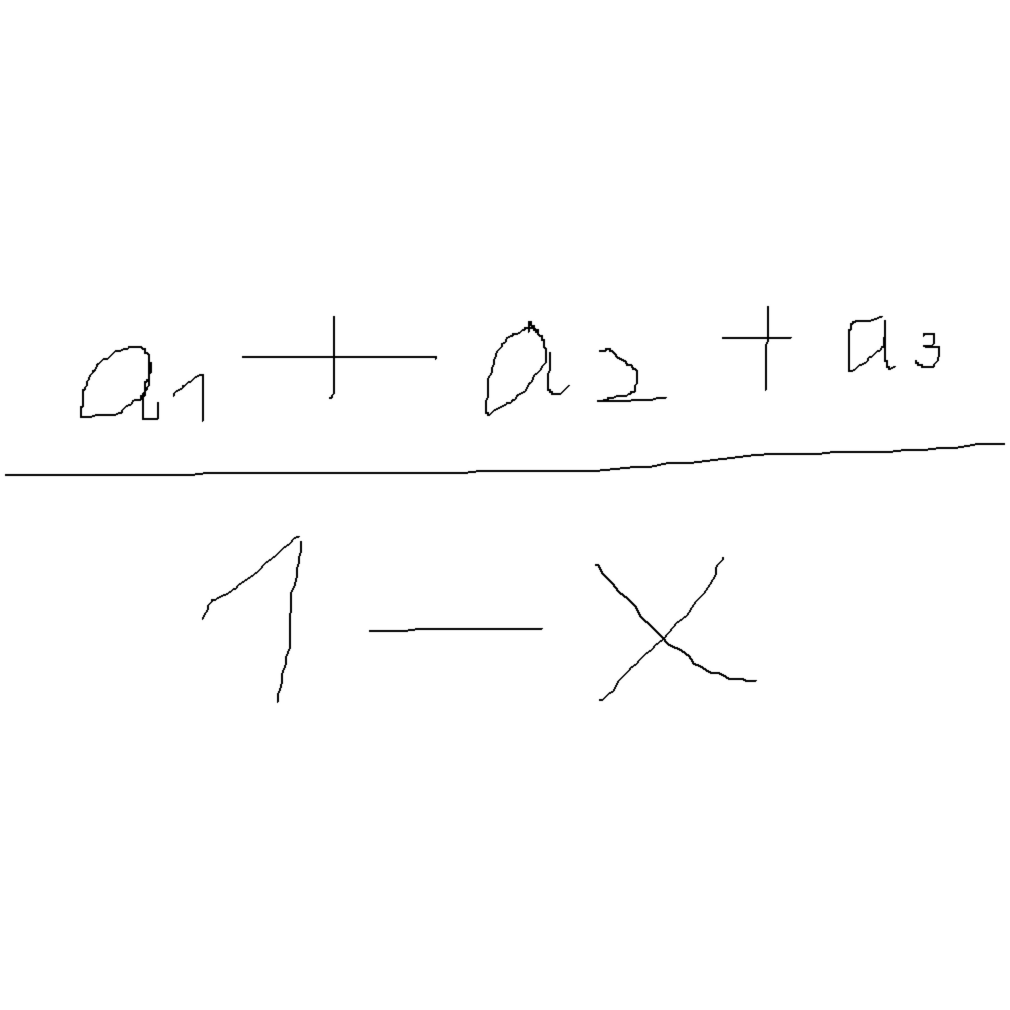 a₁ + a₂ + a₃
1 - x